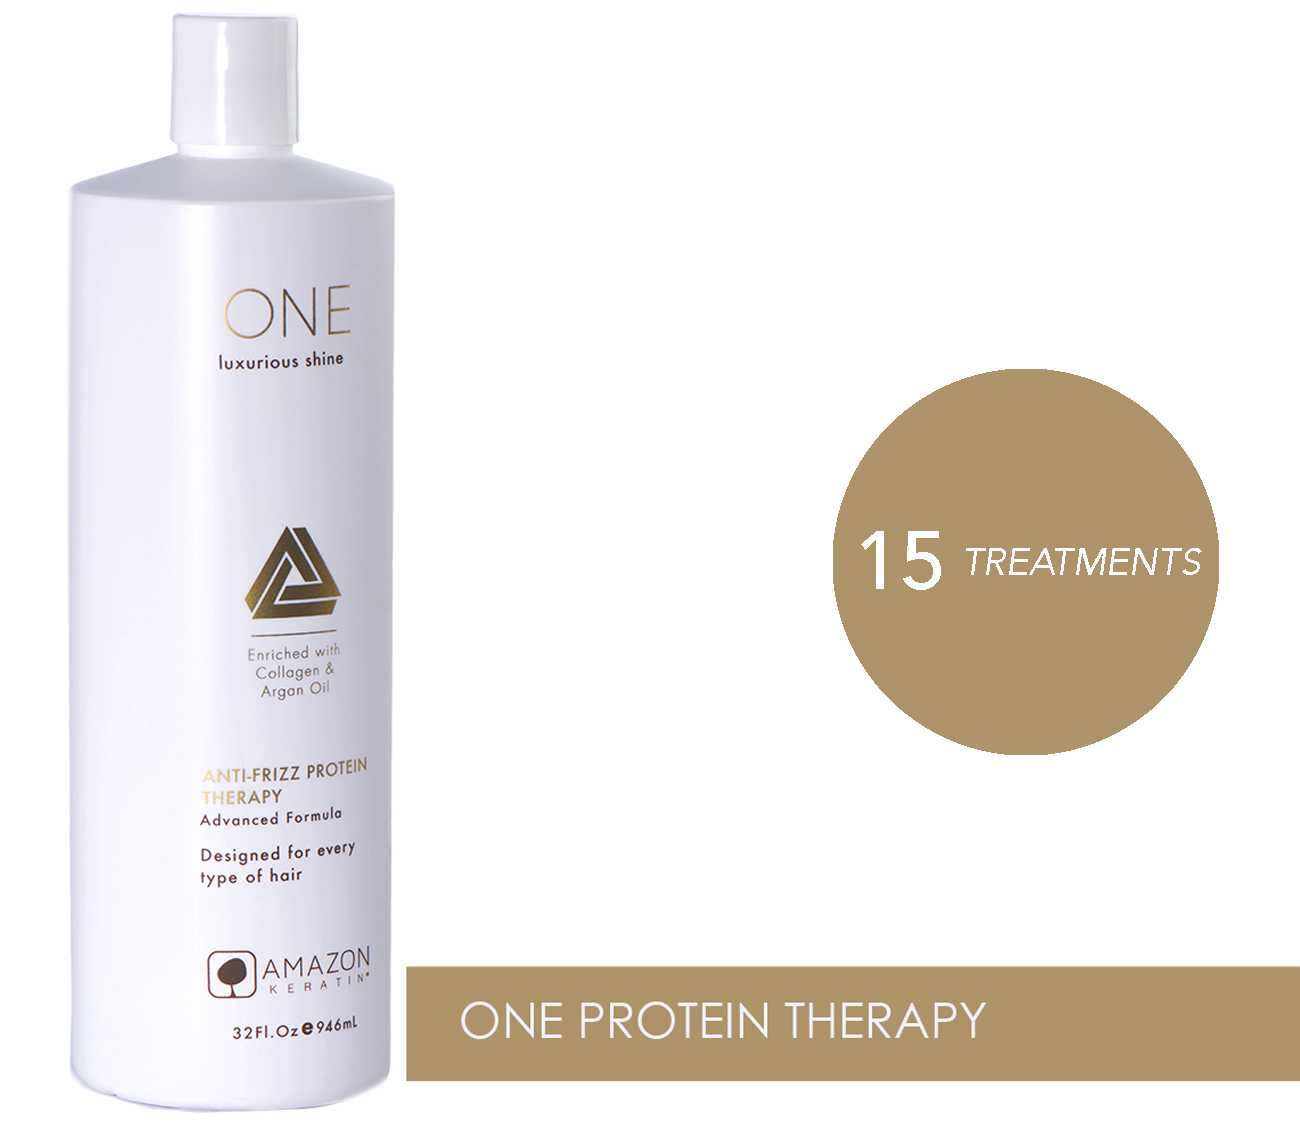 ONE
luxurious shine
Enriched with
Collagen &
Argan Oil
ANTI-FRIZZ PROTEIN
THERAPY
Advanced Formula
Designed for every
type of hair
AMAZON
KERATIN®
32Fl.Oz e 946mL
15 TREATMENTS
ONE PROTEIN THERAPY